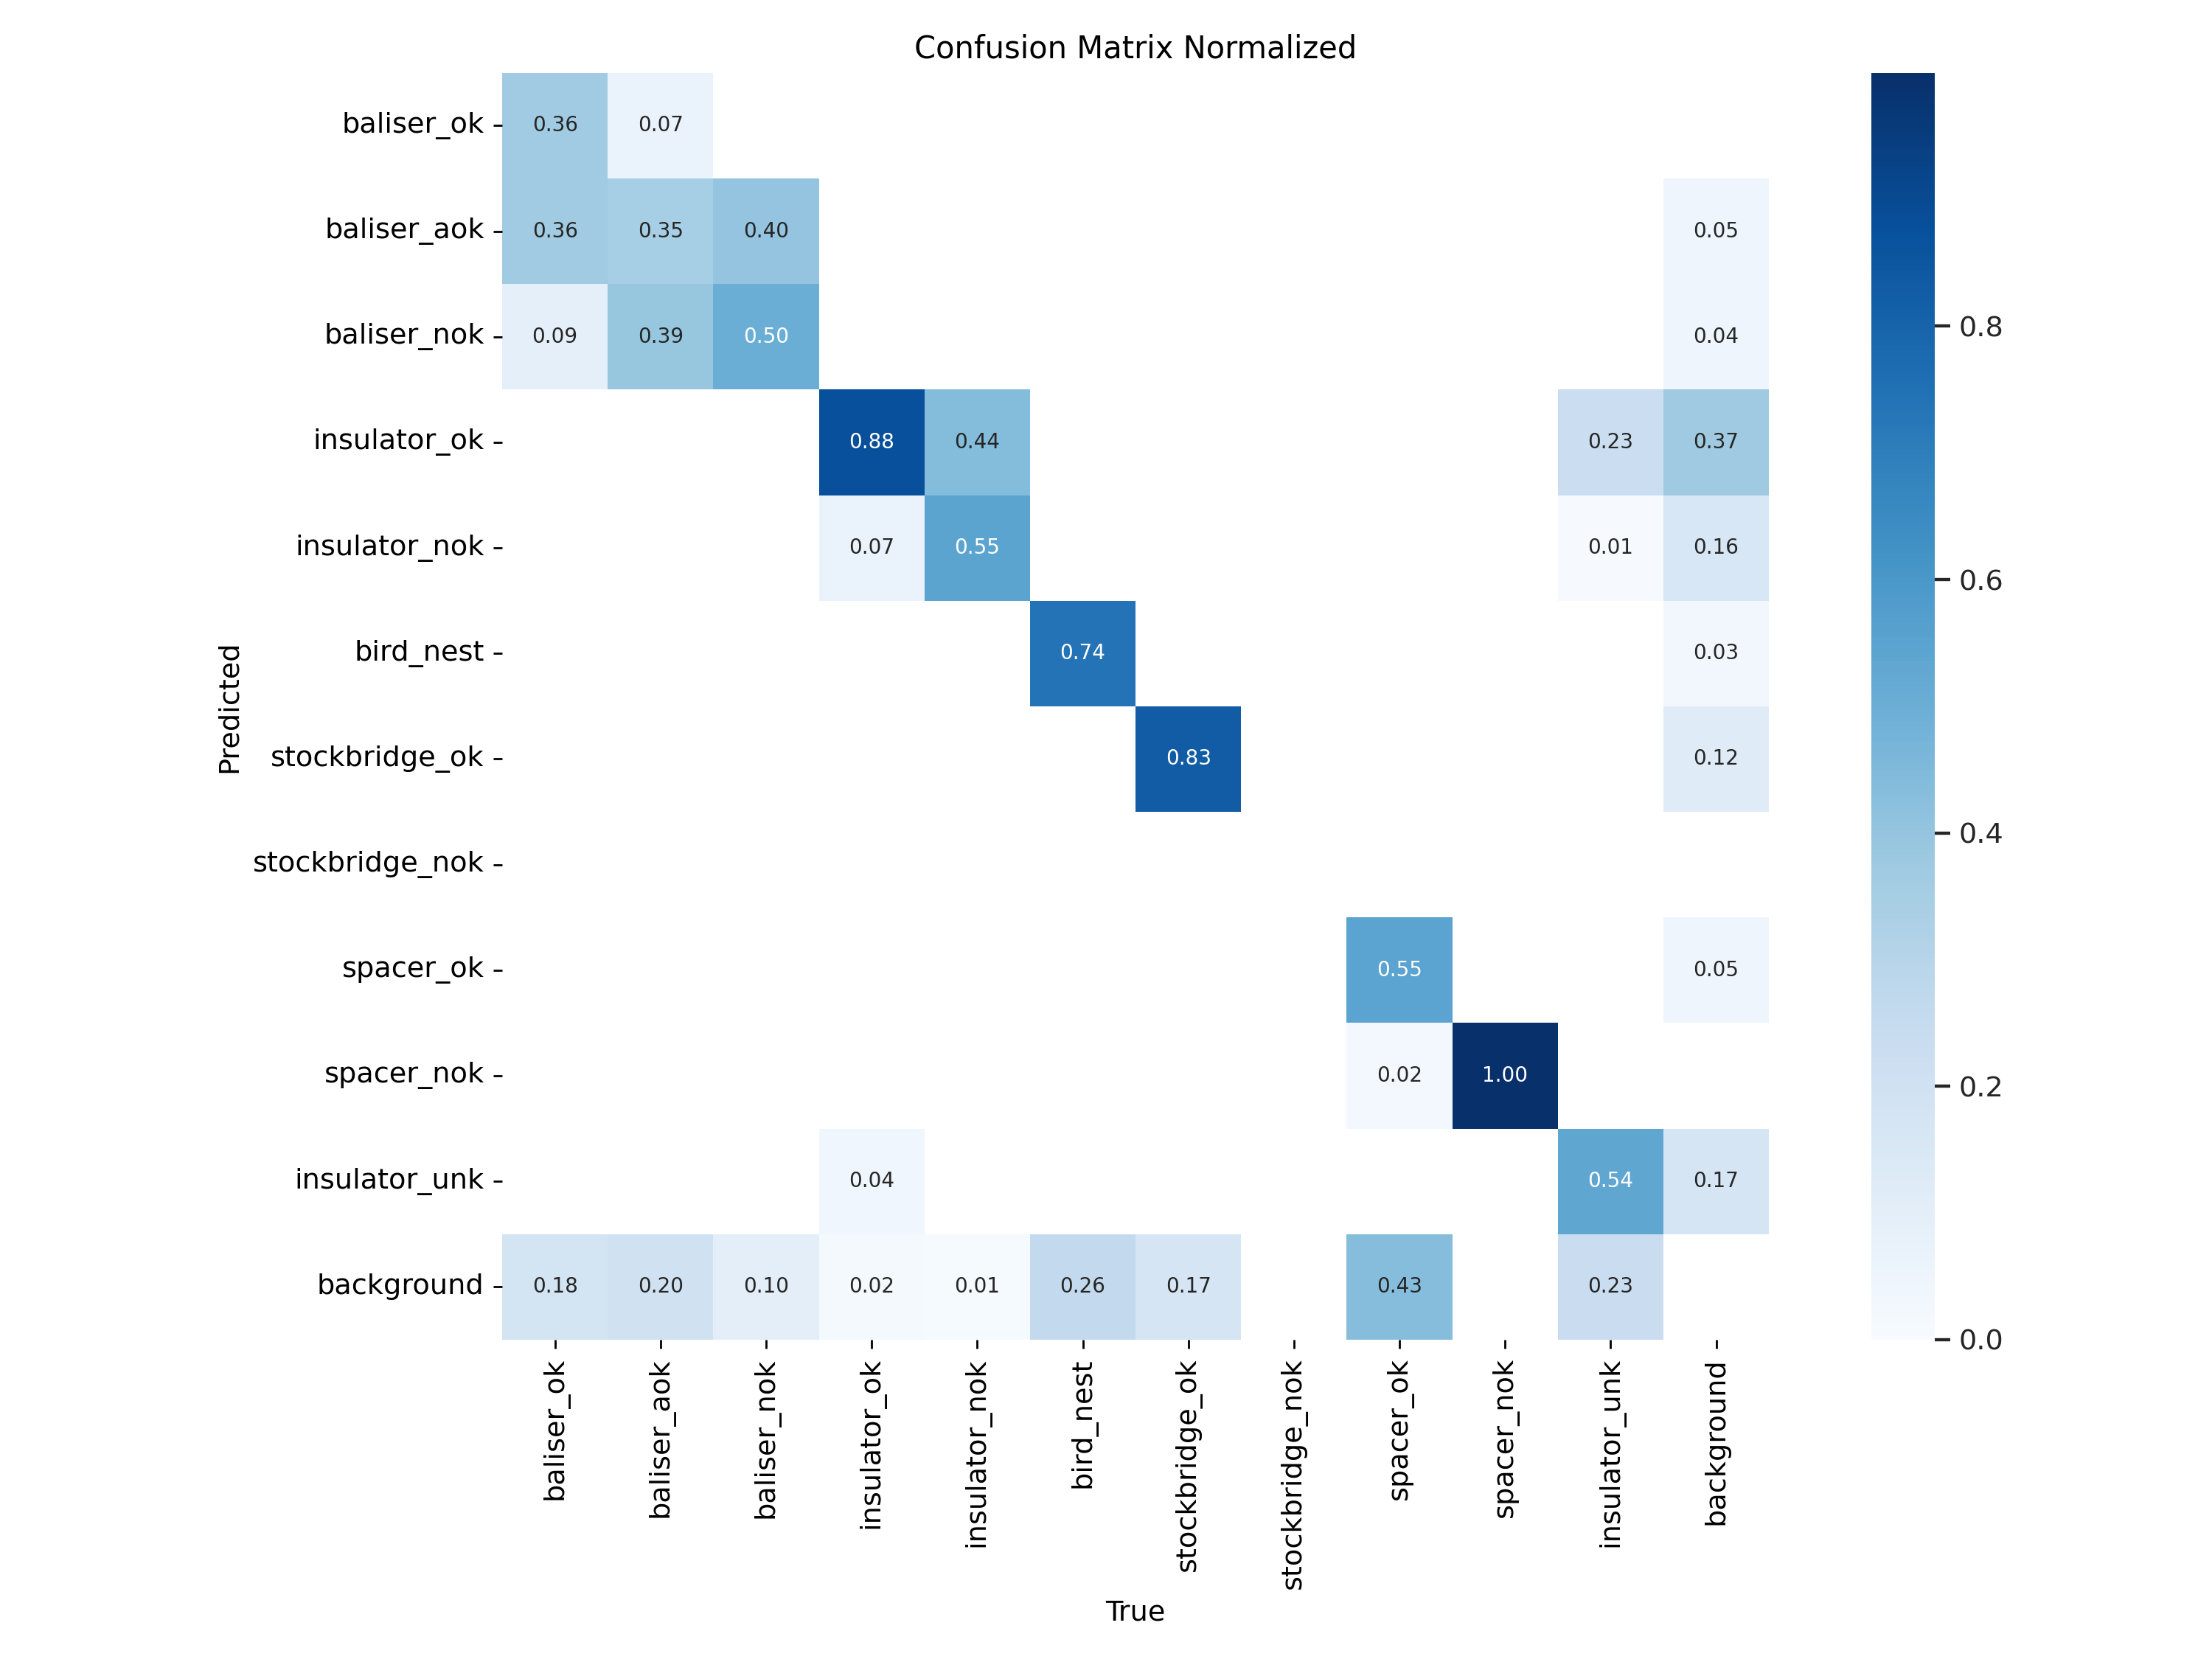 Confusion Matrix Normalized
baliser_ok 0.36 0.07
baliser_aok 0.36 0.35 0.40 0.05
baliser_nok 0.09 0.39 0.50 0.04 0.8
insulator_ok 0.88 0.44 0.23 0.37
insulator_nok 0.07 0.55 0.01 0.16 0.6
bird_nest 0.74 0.03
Predicted
stockbridge_ok 0.83 0.12
0.4
stockbridge_nok
spacer_ok 0.55 0.05
spacer_nok 0.02 1.00 0.2
insulator_unk 0.04 0.54 0.17
background 0.18 0.20 0.10 0.02 0.01 0.26 0.17 0.43 0.23
0.0
baliser_ok
baliser_aok
baliser_nok
insulator_ok
insulator_nok
bird_nest
stockbridge_ok
stockbridge_nok
spacer_ok
spacer_nok
insulator_unk
background
True